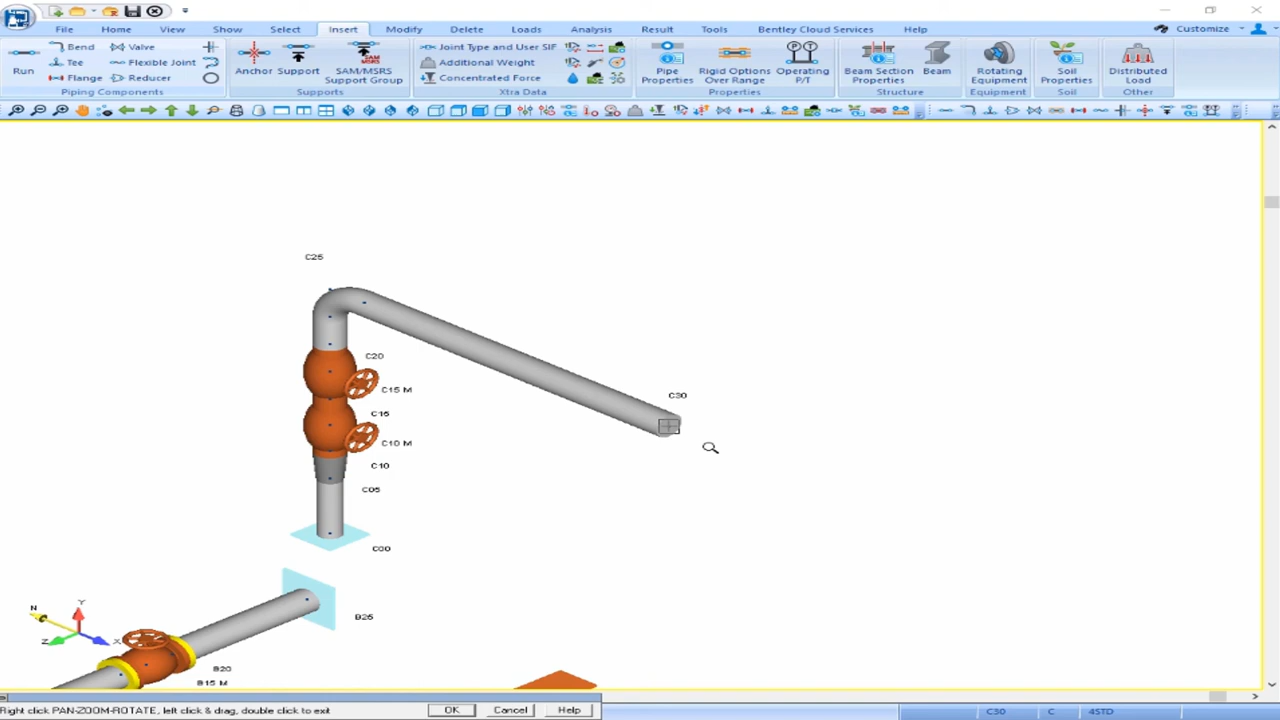 File Home View Show Select Insert Modify Delete Loads Analysis Result Tools Bentley Cloud Services Help Customize
Run
Bend Valve
Tee Flexible Joint
Flange Reducer
Piping Components
Anchor Support SAM/MSRS Support Group
Supports
Joint Type and User SIF
Additional Weight
Concentrated Force
Xtra Data
Pipe Properties Rigid Options Over Range Operating P/T
Properties
Beam Section Properties Beam
Structure
Rotating Equipment
Equipment
Soil Properties
Soil
Distributed Load
Other
C25
C20
C15 M
C30
C15
C10 M
C10
C05
C00
B25
B20
B15 M
N Y Z X
Right click PAN-ZOOM-ROTATE, left click & drag, double click to exit OK Cancel Help C30 C 4STD